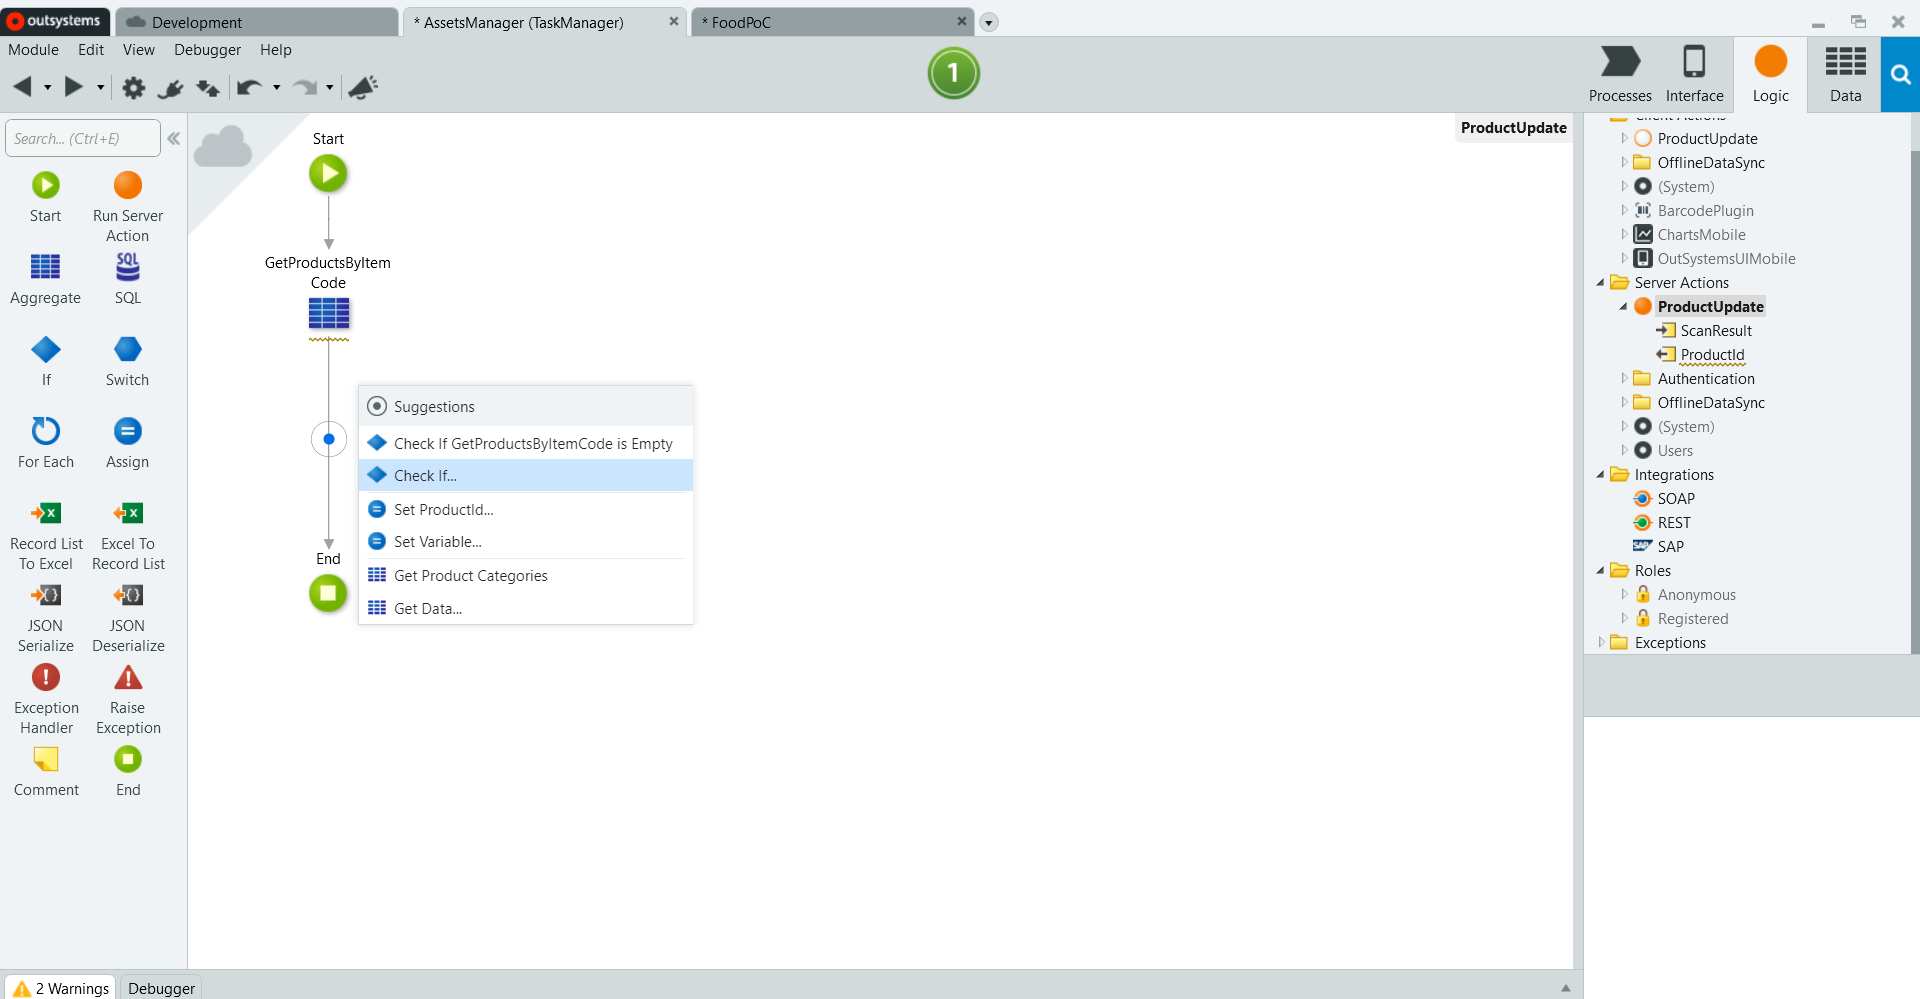 outsystems
Development
* AssetsManager (TaskManager)
* FoodPoC
Module Edit View Debugger Help
1
Processes
Interface
Logic
Data
Search... (Ctrl+E)
Start
Run Server
Action
Aggregate
SQL
SQL
If
Switch
For Each
Assign
Record List
To Excel
Excel To
Record List
JSON
Serialize
JSON
Deserialize
Exception
Handler
Raise
Exception
Comment
End
ProductUpdate
Start
GetProductsByItem
Code
End
Suggestions
Check If GetProductsByItemCode is Empty
Check If...
Set ProductId...
Set Variable...
Get Product Categories
Get Data...
Client Actions
ProductUpdate
OfflineDataSync
(System)
BarcodePlugin
ChartsMobile
OutSystemsUIMobile
Server Actions
ProductUpdate
ScanResult
ProductId
Authentication
OfflineDataSync
(System)
Users
Integrations
SOAP
REST
SAP SAP
Roles
Anonymous
Registered
Exceptions
2 Warnings
Debugger